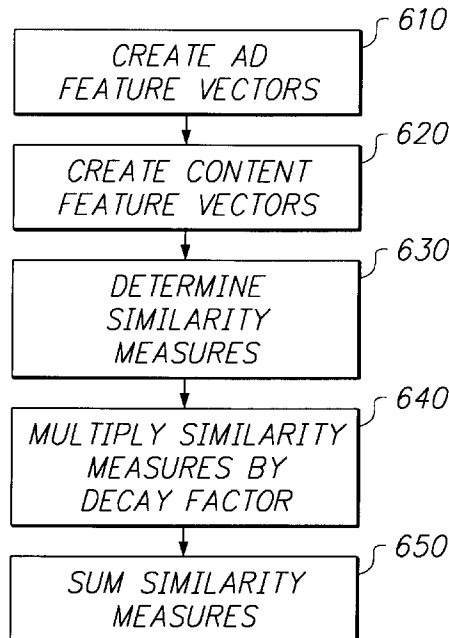 610
CREATE AD
FEATURE VECTORS
620
CREATE CONTENT
FEATURE VECTORS
630
DETERMINE
SIMILARITY
MEASURES
640
MULTIPLY SIMILARITY
MEASURES BY
DECAY FACTOR
650
SUM SIMILARITY
MEASURES